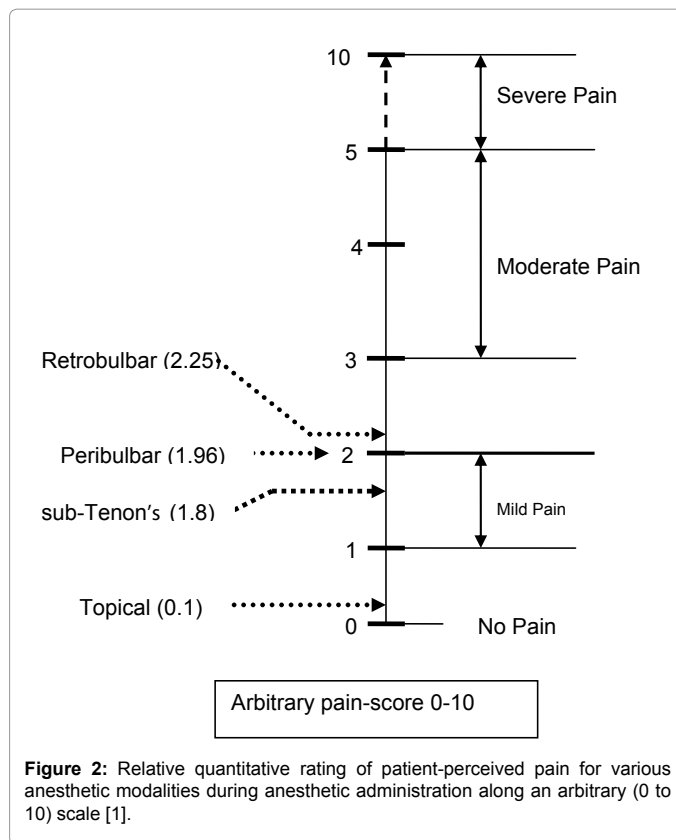 10
Severe Pain
5
4
Moderate Pain
Retrobulbar (2.25)
3
Peribulbar (1.96)
2
sub-Tenon's (1.8)
Mild Pain
1
Topical (0.1)
0
No Pain
Arbitrary pain-score 0-10
Figure 2: Relative quantitative rating of patient-perceived pain for various
anesthetic modalities during anesthetic administration along an arbitrary (0 to
10) scale [1].